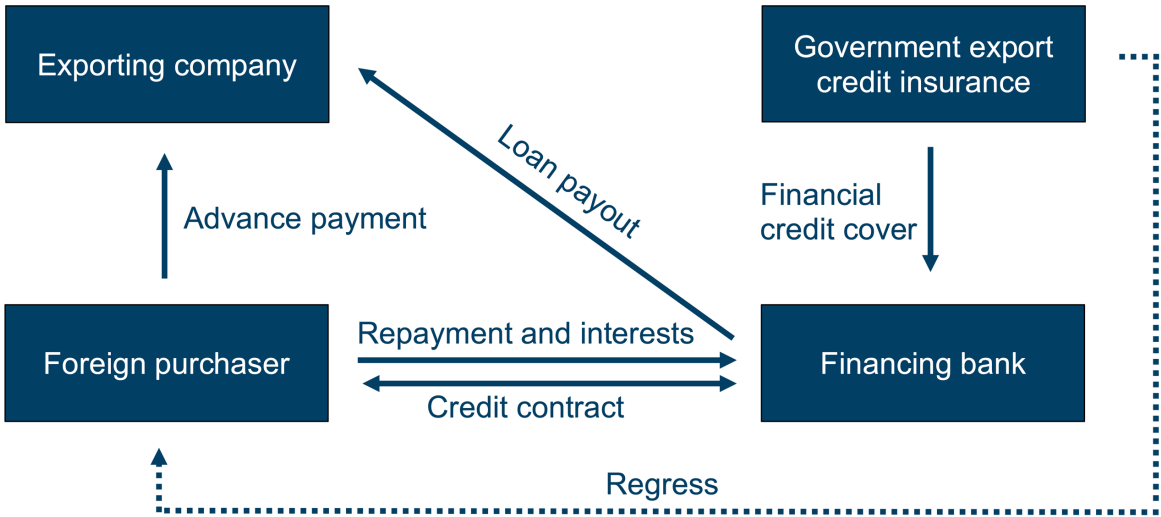 Exporting company
Government export
credit insurance
Loan payout
Advance payment
Financial
credit cover
Foreign purchaser
Repayment and interests
Credit contract
Financing bank
Regress